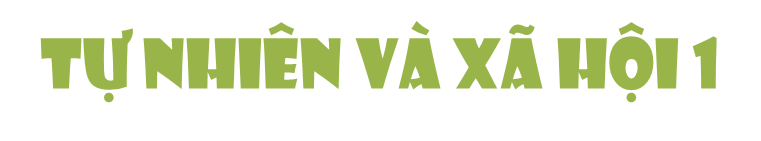 TỰ NHIÊN VÀ XÃ HỘI 1